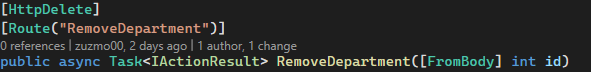 [HttpDelete]
[Route("RemoveDepartment")]
0 references | zuzmo00, 2 days ago | 1 author, 1 change
public async Task<IActionResult> RemoveDepartment([FromBody] int id)